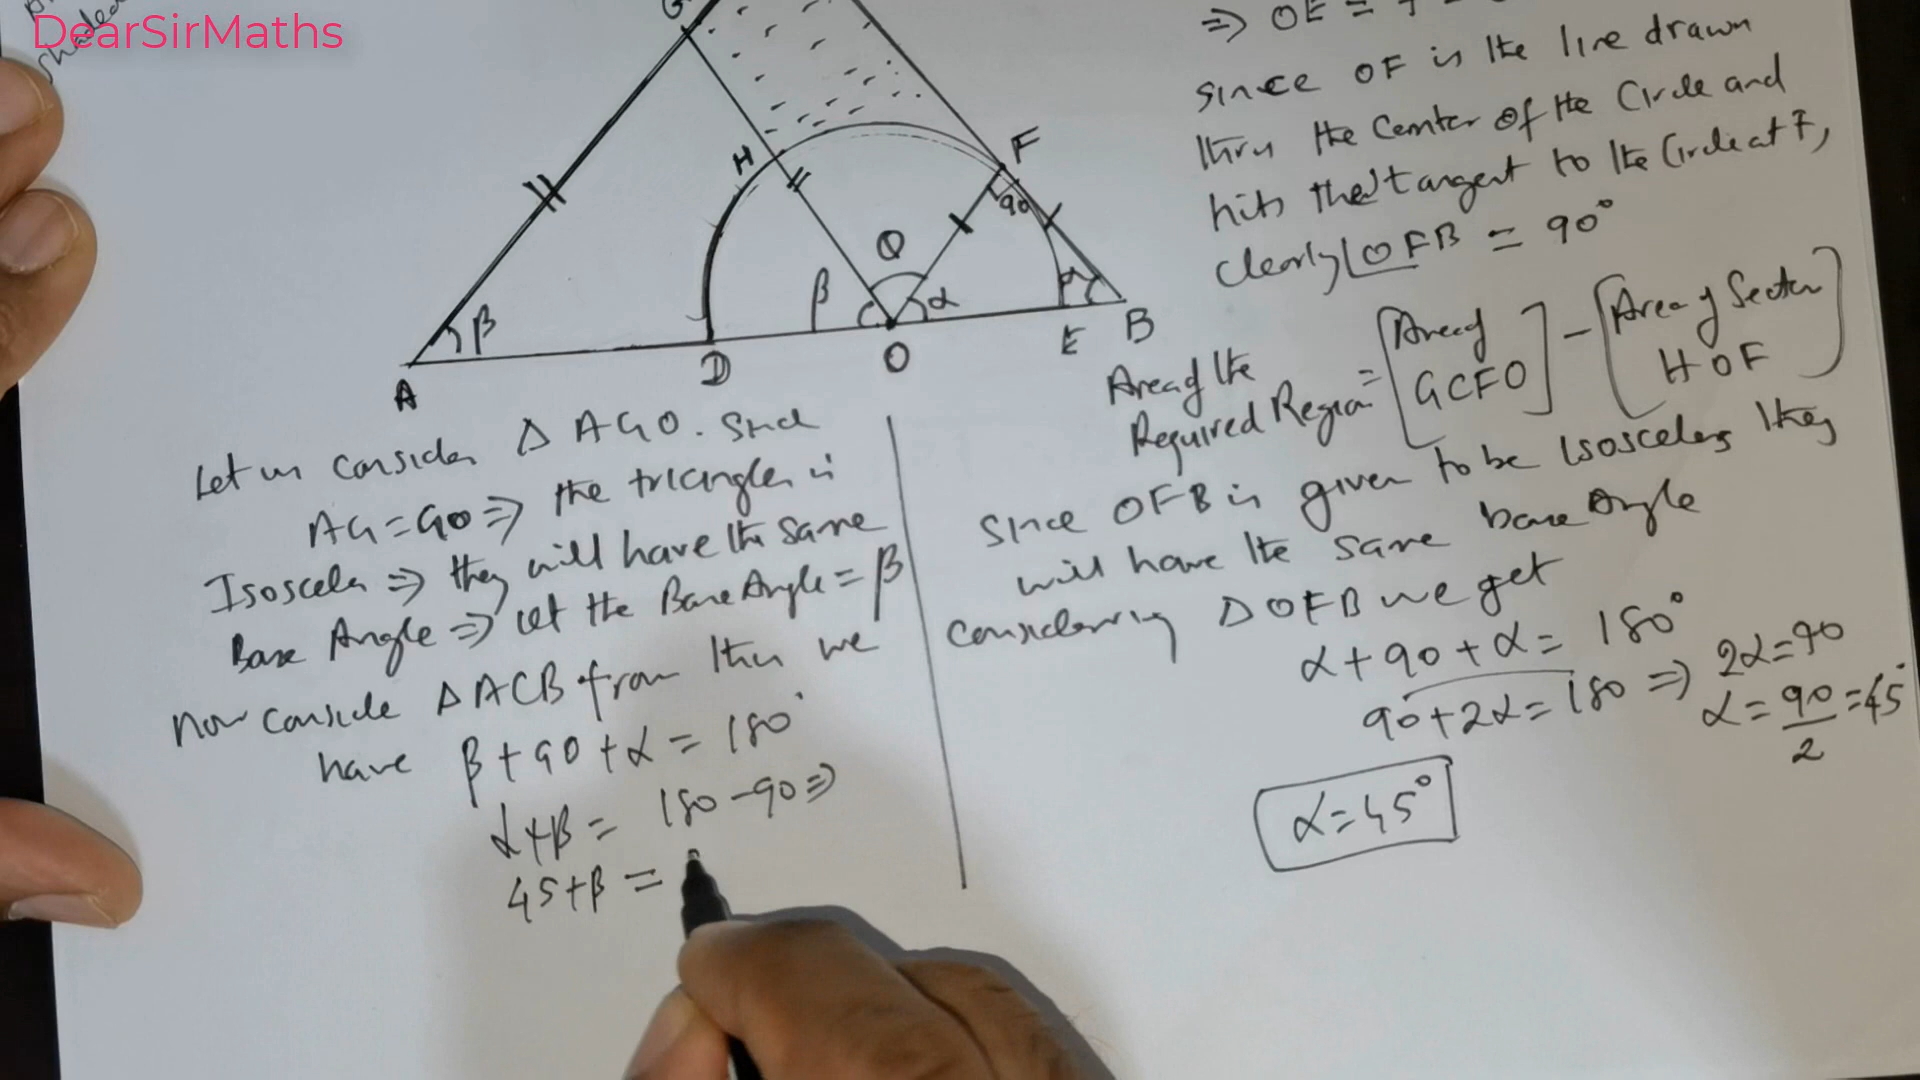 DearSirMaths
shaded
G
H
F
90
Q
β
α
α
β
A
D
O
E
B
⇒ OE =
since OF is the line drawn
thru the Center of the Circle and
hits the tangent to the Circle at F,
clearly ∠OFB = 90°
Area of the Required Region = [Area of GCFO] - [Area of Sector HOF]
Let us consider Δ AGO. Since
AG=GO ⇒ the triangle is
Isosceles ⇒ they will have the same
Base Angle ⇒ let the Base Angle = β
Now conside Δ ACB from this we
have β + 90 + α = 180°
α+β = 180-90 ⇒
45+β =
Since OFB is given to be Isosceles they
will have the same base Angle
considering Δ OFB we get
α+90+α = 180°
90+2α = 180 ⇒ 2α=90
α = 90/2 = 45°
α=45°